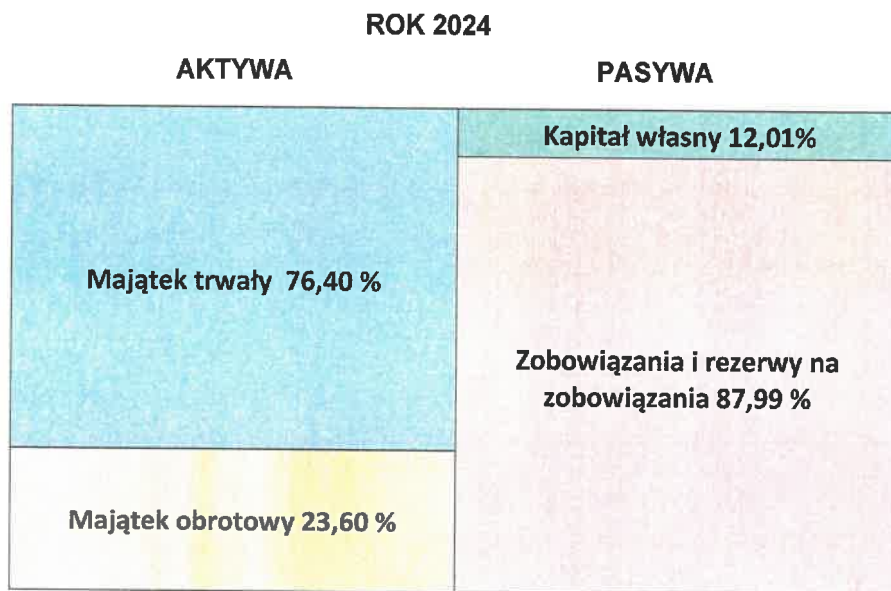 ROK 2024
AKTYWA
PASYWA
Kapitał własny 12,01%
Majątek trwały 76,40 %
Zobowiązania i rezerwy na
zobowiązania 87,99 %
Majątek obrotowy 23,60 %